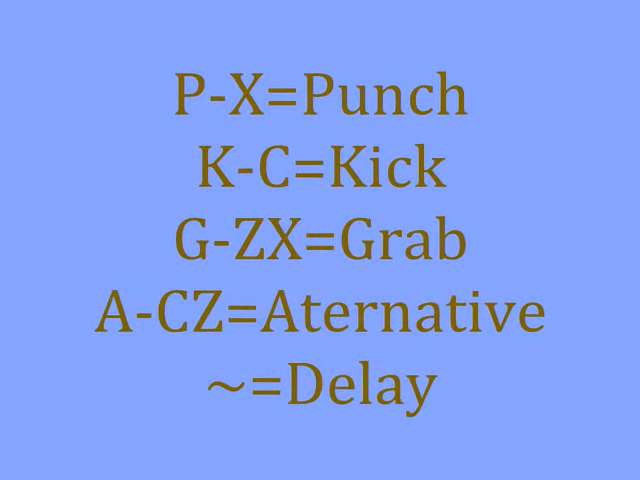 P-X=Punch
K-C=Kick
G-ZX=Grab
A-CZ=Aternative
~=Delay